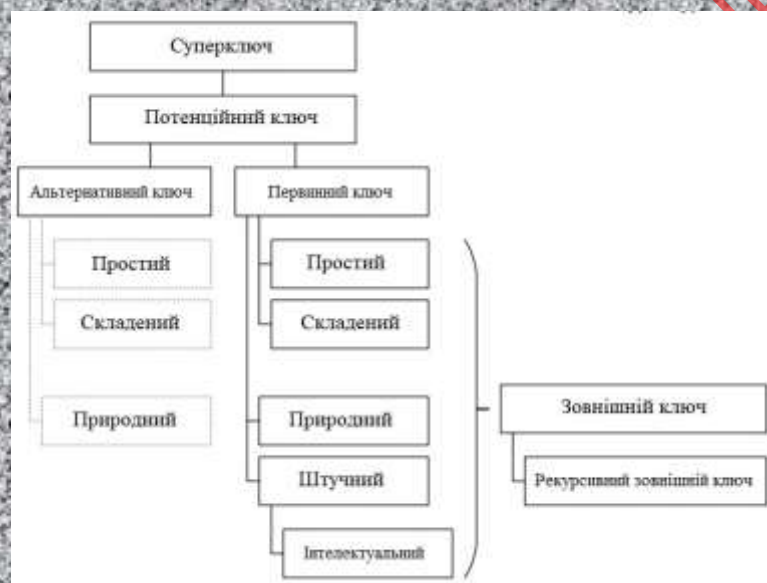 Суперключ
Потенційний ключ
Альтернативний ключ
Первинний ключ
Простий
Простий
Складений
Складений
Природний
Природний
Зовнішній ключ
Штучний
Рекурсивний зовнішній ключ
Інтелектуальний